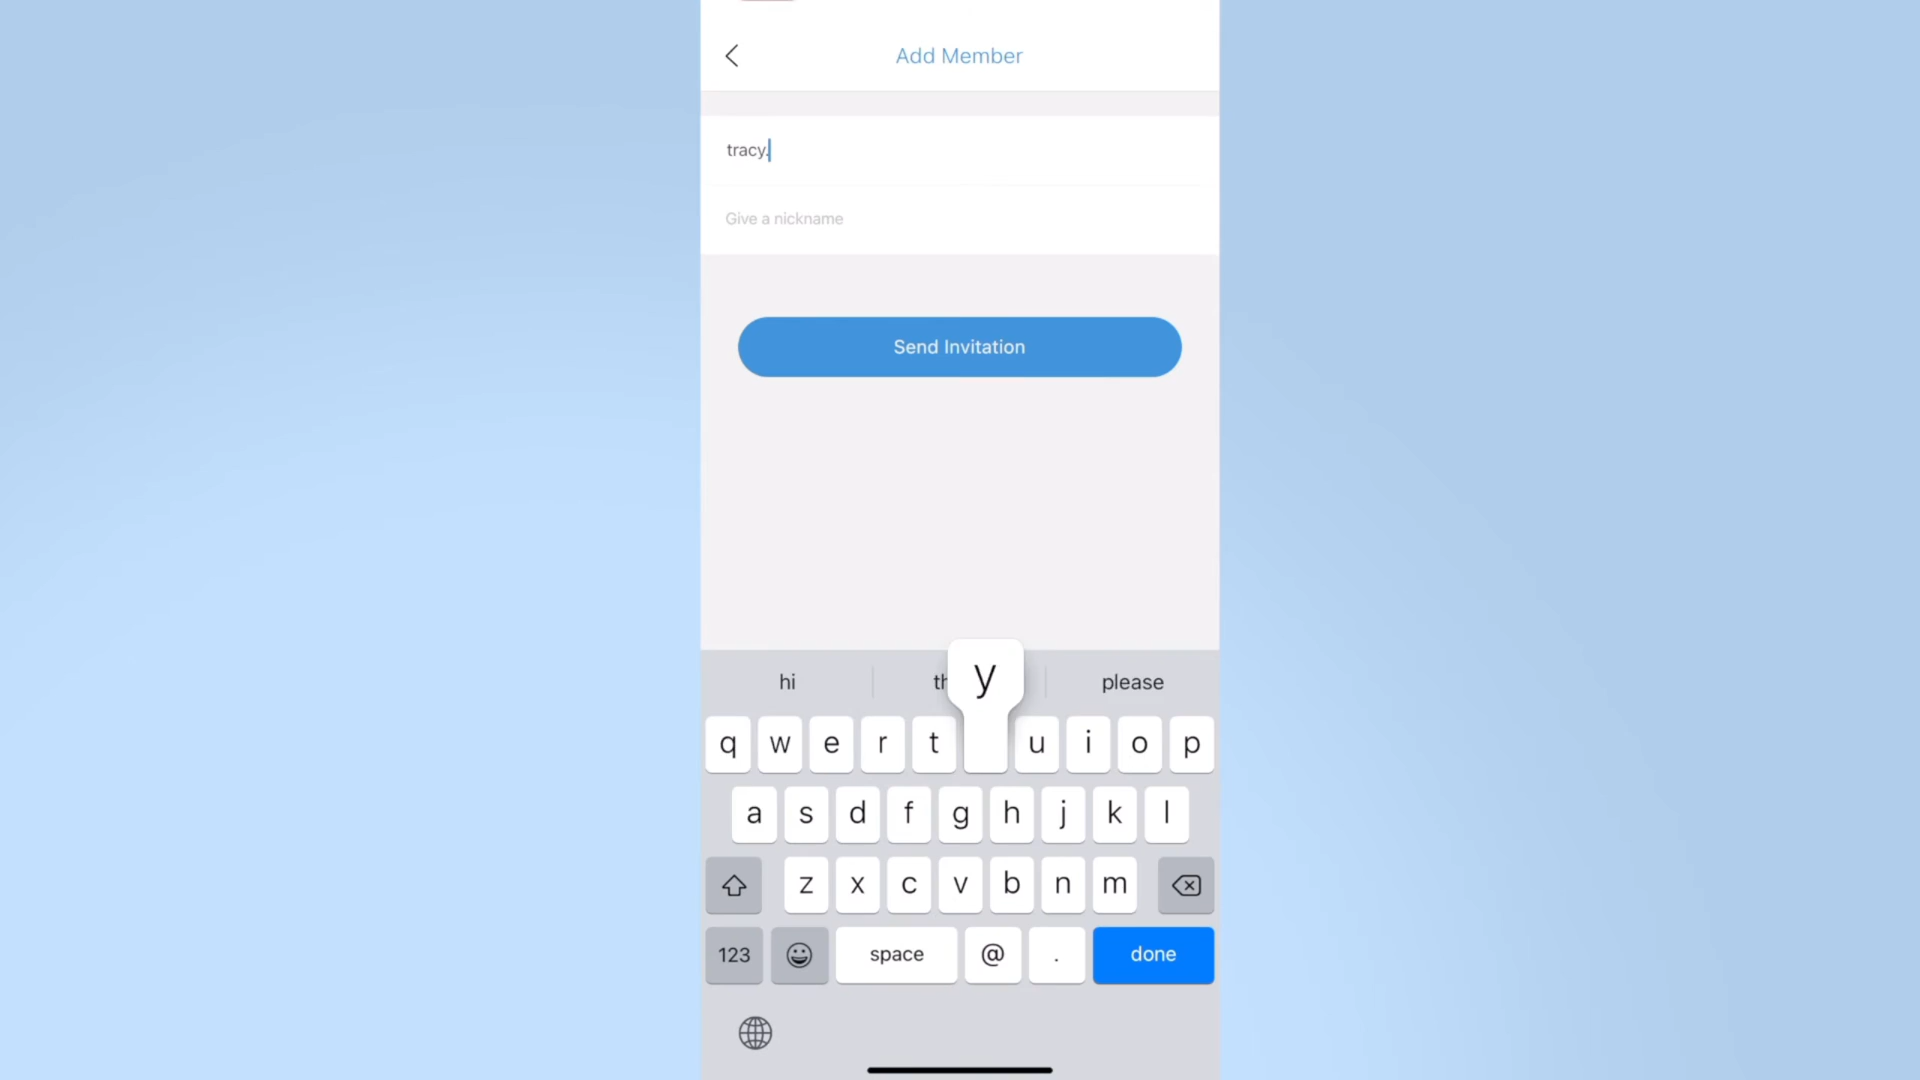 Add Member
tracy.
Give a nickname
Send Invitation
hi th please
y
q w e r t u i o p
a s d f g h j k l
z x c v b n m
123 space @ . done